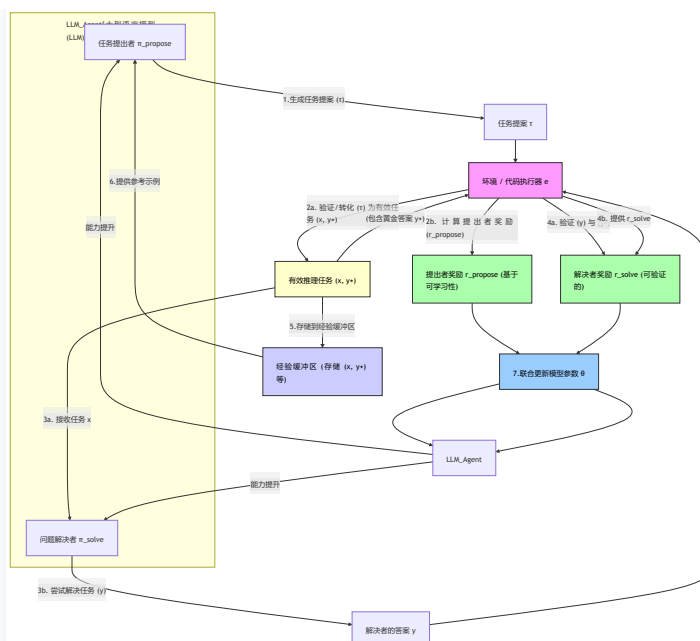 LLM_Agent(大型语言模型
(LLM)
任务提出者 π_propose
1.生成任务提案 (τ)
任务提案 τ
环境 / 代码执行器 e
6.提供参考示例
2a. 验证/转化 (τ) 为有效任
务 (x, y⋆)
(包含黄金答案 y⋆)
2b. 计算提出者奖励
(r_propose)
4a. 验证 (y) 与
4b. 提供 r_solve
能力提升
有效推理任务 (x, y⋆)
提出者奖励 r_propose (基于
可学习性)
解决者奖励 r_solve (可验证
的)
5.存储到经验缓冲区
经验缓冲区 (存储 (x, y⋆)
等)
7.联合更新模型参数 θ
3a. 接收任务 x
LLM_Agent
能力提升
问题解决者 π_solve
3b. 尝试解决任务 (y)
解决者的答案 y